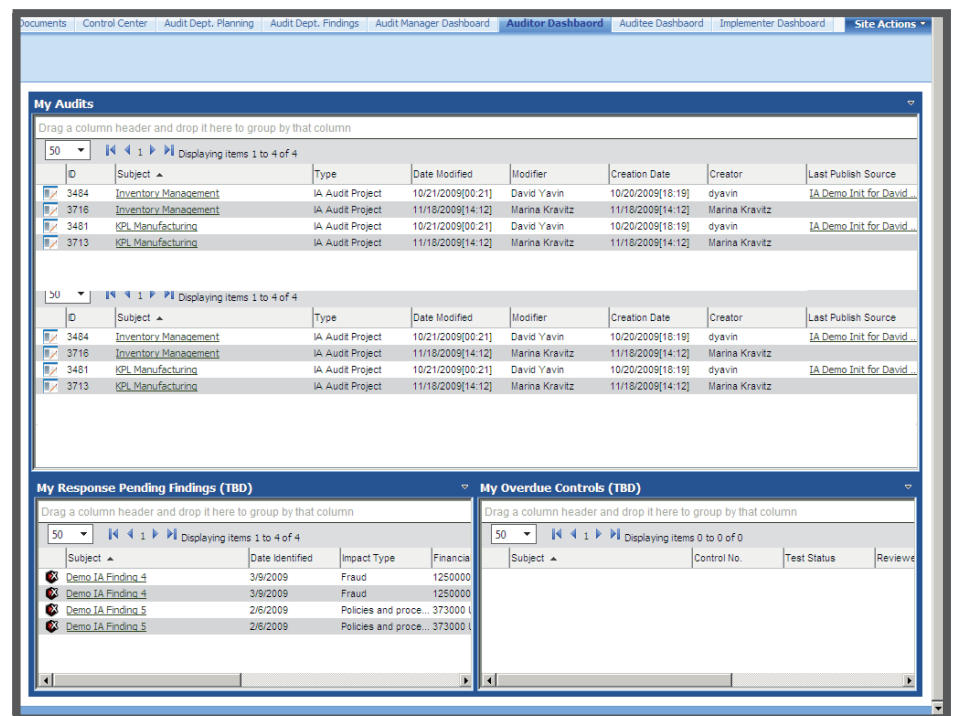 Documents Control Center Audit Dept. Planning Audit Dept. Findings Audit Manager Dashboard Auditor Dashbaord Auditee Dashbaord Implementer Dashboard Site Actions
My Audits
Drag a column header and drop it here to group by that column
50 1 Displaying items 1 to 4 of 4
ID Subject Type Date Modified Modifier Creation Date Creator Last Publish Source
3484 Inventory Management IA Audit Project 10/21/2009[00:21] David Yavin 10/20/2009[18:19] dyavin IA Demo Init for David ...
3716 Inventory Management IA Audit Project 11/18/2009[14:12] Marina Kravitz 11/18/2009[14:12] Marina Kravitz
3481 KPL Manufacturing IA Audit Project 10/21/2009[00:21] David Yavin 10/20/2009[18:19] dyavin IA Demo Init for David ...
3713 KPL Manufacturing IA Audit Project 11/18/2009[14:12] Marina Kravitz 11/18/2009[14:12] Marina Kravitz
50 1 Displaying items 1 to 4 of 4
ID Subject Type Date Modified Modifier Creation Date Creator Last Publish Source
3484 Inventory Management IA Audit Project 10/21/2009[00:21] David Yavin 10/20/2009[18:19] dyavin IA Demo Init for David ...
3716 Inventory Management IA Audit Project 11/18/2009[14:12] Marina Kravitz 11/18/2009[14:12] Marina Kravitz
3481 KPL Manufacturing IA Audit Project 10/21/2009[00:21] David Yavin 10/20/2009[18:19] dyavin IA Demo Init for David ...
3713 KPL Manufacturing IA Audit Project 11/18/2009[14:12] Marina Kravitz 11/18/2009[14:12] Marina Kravitz
My Response Pending Findings (TBD)
Drag a column header and drop it here to group by that column
50 1 Displaying items 1 to 4 of 4
Subject Date Identified Impact Type Financia
Demo IA Finding 4 3/9/2009 Fraud 1250000
Demo IA Finding 4 3/9/2009 Fraud 1250000
Demo IA Finding 5 2/6/2009 Policies and proce... 373000 U
Demo IA Finding 5 2/6/2009 Policies and proce... 373000 U
My Overdue Controls (TBD)
Drag a column header and drop it here to group by that column
50 1 Displaying items 0 to 0 of 0
Subject Control No. Test Status Reviewe